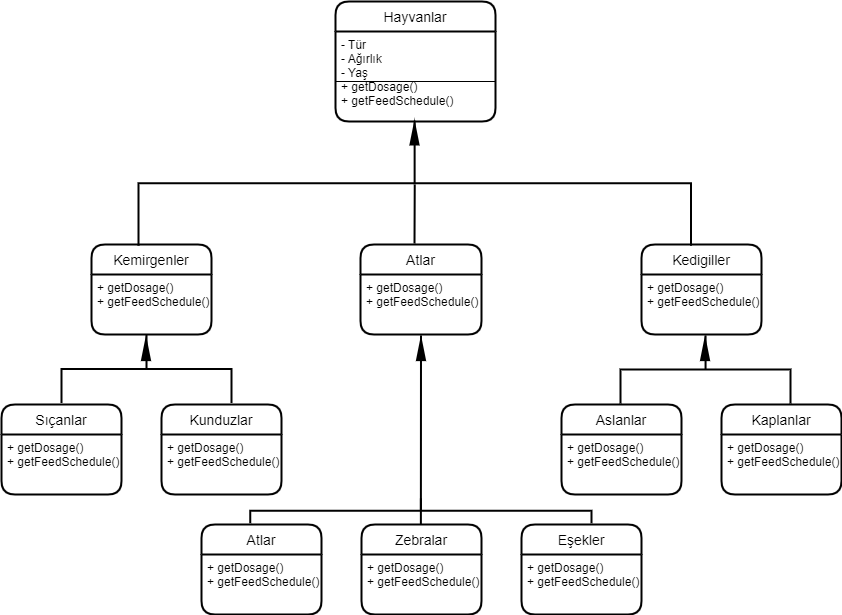 Hayvanlar
- Tür
- Ağırlık
- Yaş
+ getDosage()
+ getFeedSchedule()
Kemirgenler
+ getDosage()
+ getFeedSchedule()
Atlar
+ getDosage()
+ getFeedSchedule()
Kedigiller
+ getDosage()
+ getFeedSchedule()
Sıçanlar
+ getDosage()
+ getFeedSchedule()
Kunduzlar
+ getDosage()
+ getFeedSchedule()
Aslanlar
+ getDosage()
+ getFeedSchedule()
Kaplanlar
+ getDosage()
+ getFeedSchedule()
Atlar
+ getDosage()
+ getFeedSchedule()
Zebralar
+ getDosage()
+ getFeedSchedule()
Eşekler
+ getDosage()
+ getFeedSchedule()